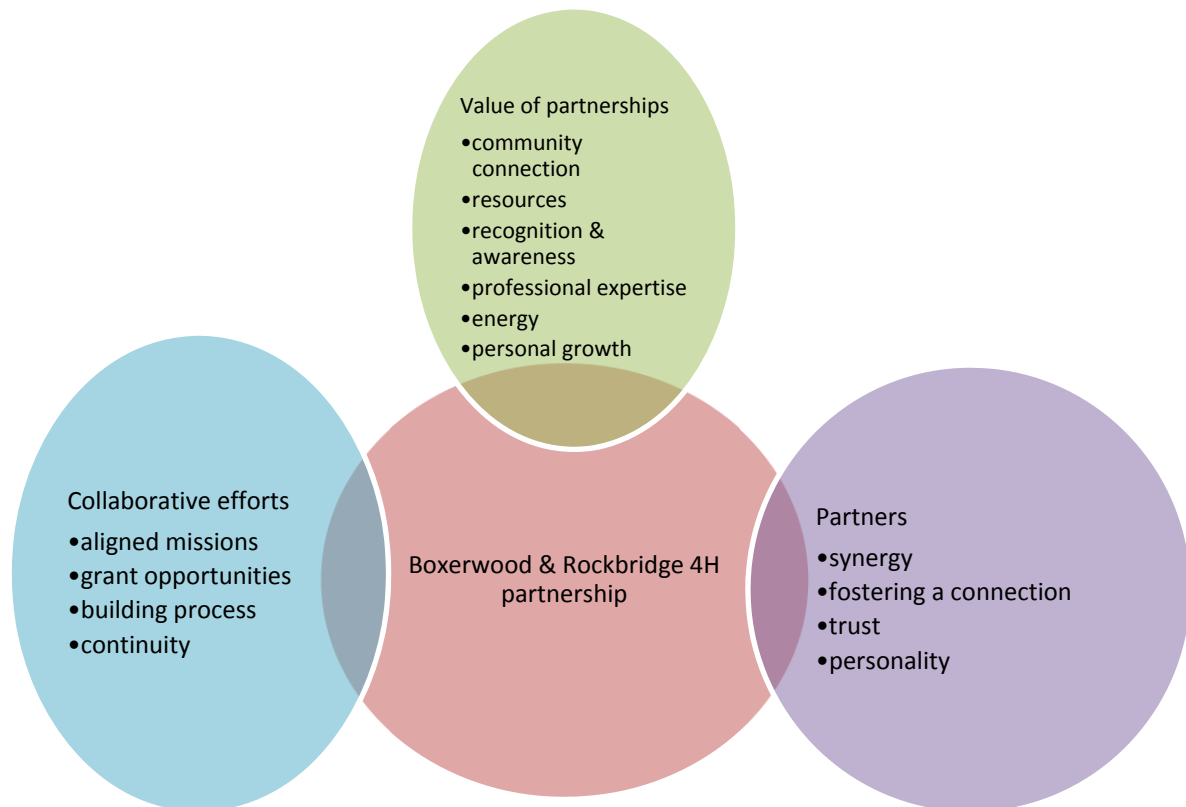 Value of partnerships
•community
connection
•resources
•recognition &
awareness
•professional expertise
•energy
•personal growth
Collaborative efforts
•aligned missions
•grant opportunities
•building process
•continuity
Boxerwood & Rockbridge 4H
partnership
Partners
•synergy
•fostering a connection
•trust
•personality